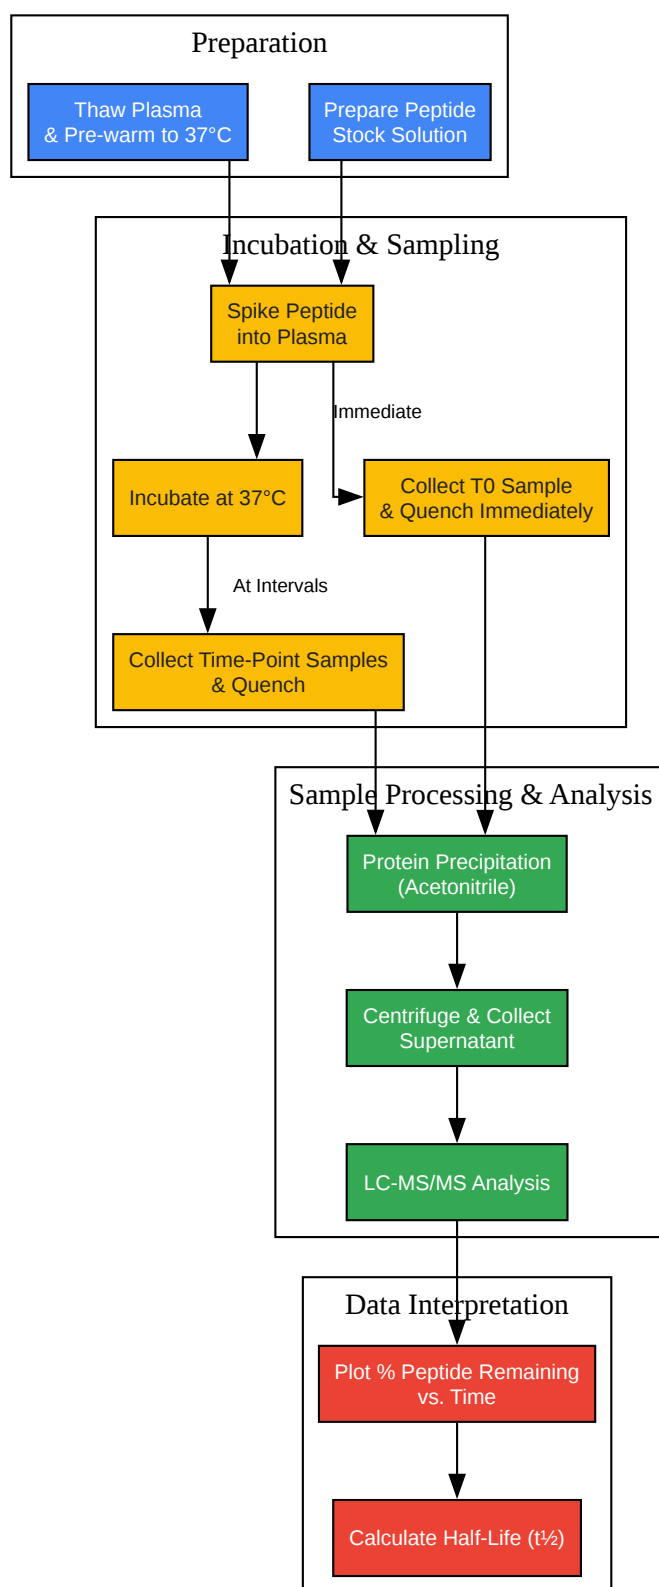 Preparation
Thaw Plasma
& Pre-warm to 37°C
Prepare Peptide
Stock Solution
Incubation & Sampling
Spike Peptide
into Plasma
Immediate
Incubate at 37°C
Collect T0 Sample
& Quench Immediately
At Intervals
Collect Time-Point Samples
& Quench
Sample Processing & Analysis
Protein Precipitation
(Acetonitrile)
Centrifuge & Collect
Supernatant
LC-MS/MS Analysis
Data Interpretation
Plot % Peptide Remaining
vs. Time
Calculate Half-Life (t½)